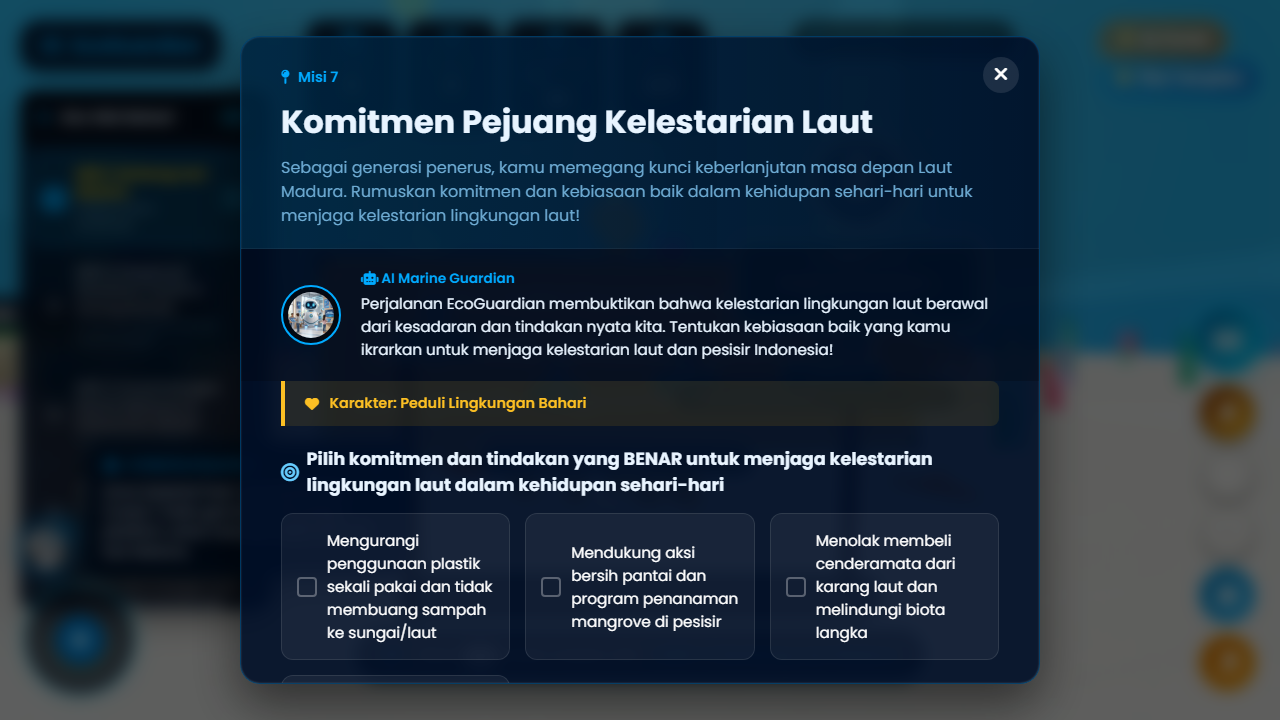 Misi 7
Komitmen Pejuang Kelestarian Laut
Sebagai generasi penerus, kamu memegang kunci keberlanjutan masa depan Laut
Madura. Rumuskan komitmen dan kebiasaan baik dalam kehidupan sehari-hari untuk
menjaga kelestarian lingkungan laut!
AI Marine Guardian
Perjalanan EcoGuardian membuktikan bahwa kelestarian lingkungan laut berawal
dari kesadaran dan tindakan nyata kita. Tentukan kebiasaan baik yang kamu
ikrarkan untuk menjaga kelestarian laut dan pesisir Indonesia!
Karakter: Peduli Lingkungan Bahari
Pilih komitmen dan tindakan yang BENAR untuk menjaga kelestarian
lingkungan laut dalam kehidupan sehari-hari
Mengurangi
penggunaan plastik
sekali pakai dan tidak
membuang sampah
ke sungai/laut
Mendukung aksi
bersih pantai dan
program penanaman
mangrove di pesisir
Menolak membeli
cenderamata dari
karang laut dan
melindungi biota
langka